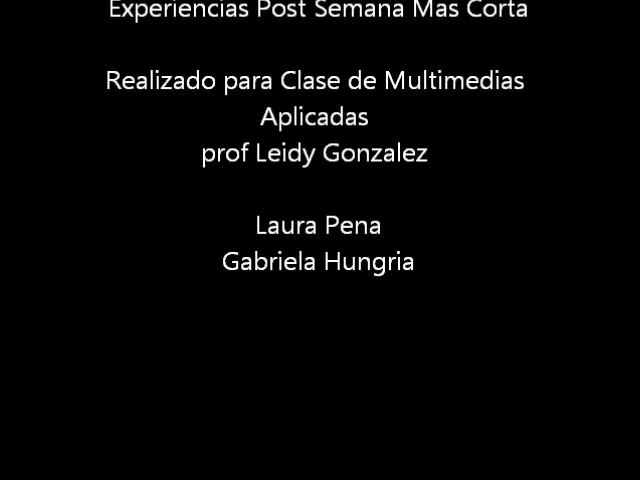 Experiencias Post Semana Mas Corta
Realizado para Clase de Multimedias
Aplicadas
prof Leidy Gonzalez
Laura Pena
Gabriela Hungria